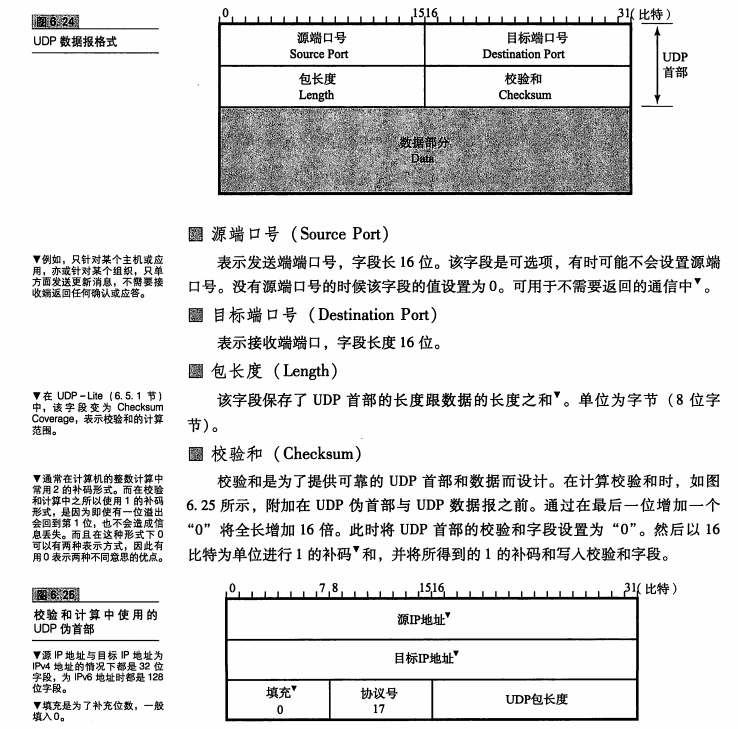 图6.24
UDP 数据报格式
0 1516 31(比特)
源端口号 目标端口号
Source Port Destination Port
包长度 校验和
Length Checksum
UDP
首部
数据部分
Data
源端口号（Source Port）
▼例如，只针对某个主机或应
用，亦或针对某个组织，只单
方面发送更新消息，不需要接
收端返回任何确认或应答。
表示发送端端口号，字段长 16 位。该字段是可选项，有时可能不会设置源端
口号。没有源端口号的时候该字段的值设置为 0。可用于不需要返回的通信中▼。
目标端口号（Destination Port）
表示接收端端口，字段长度 16 位。
包长度（Length）
▼在 UDP-Lite（6.5.1 节）
中，该字段变为 Checksum
Coverage，表示校验和的计算
范围。
该字段保存了 UDP 首部的长度跟数据的长度之和▼。单位为字节（8 位字
节）。
校验和（Checksum）
▼通常在计算机的整数计算中
常用 2 的补码形式。而在校验
和计算中之所以使用 1 的补码
形式，是因为即使有一位溢出
会回到第 1 位，也不会造成信
息丢失。而且在这种形式下 0
可以有两种表示方式，因此有
用 0 表示两种不同意思的优点。
校验和是为了提供可靠的 UDP 首部和数据而设计。在计算校验和时，如图
6.25 所示，附加在 UDP 伪首部与 UDP 数据报之前。通过在最后一位增加一个
“0”将全长增加 16 倍。此时将 UDP 首部的校验和字段设置为“0”。然后以 16
比特为单位进行 1 的补码▼和，并将所得到的 1 的补码和写入校验和字段。
图6.25
校验和计算中使用的
UDP 伪首部
▼源 IP 地址与目标 IP 地址为
IPv4 地址的情况下都是 32 位
字段，为 IPv6 地址时都是 128
位字段。
▼填充是为了补充位数，一般
填入 0。
0 7 8 1516 31(比特)
源IP地址▼
目标IP地址▼
填充▼ 协议号 UDP包长度
0 17